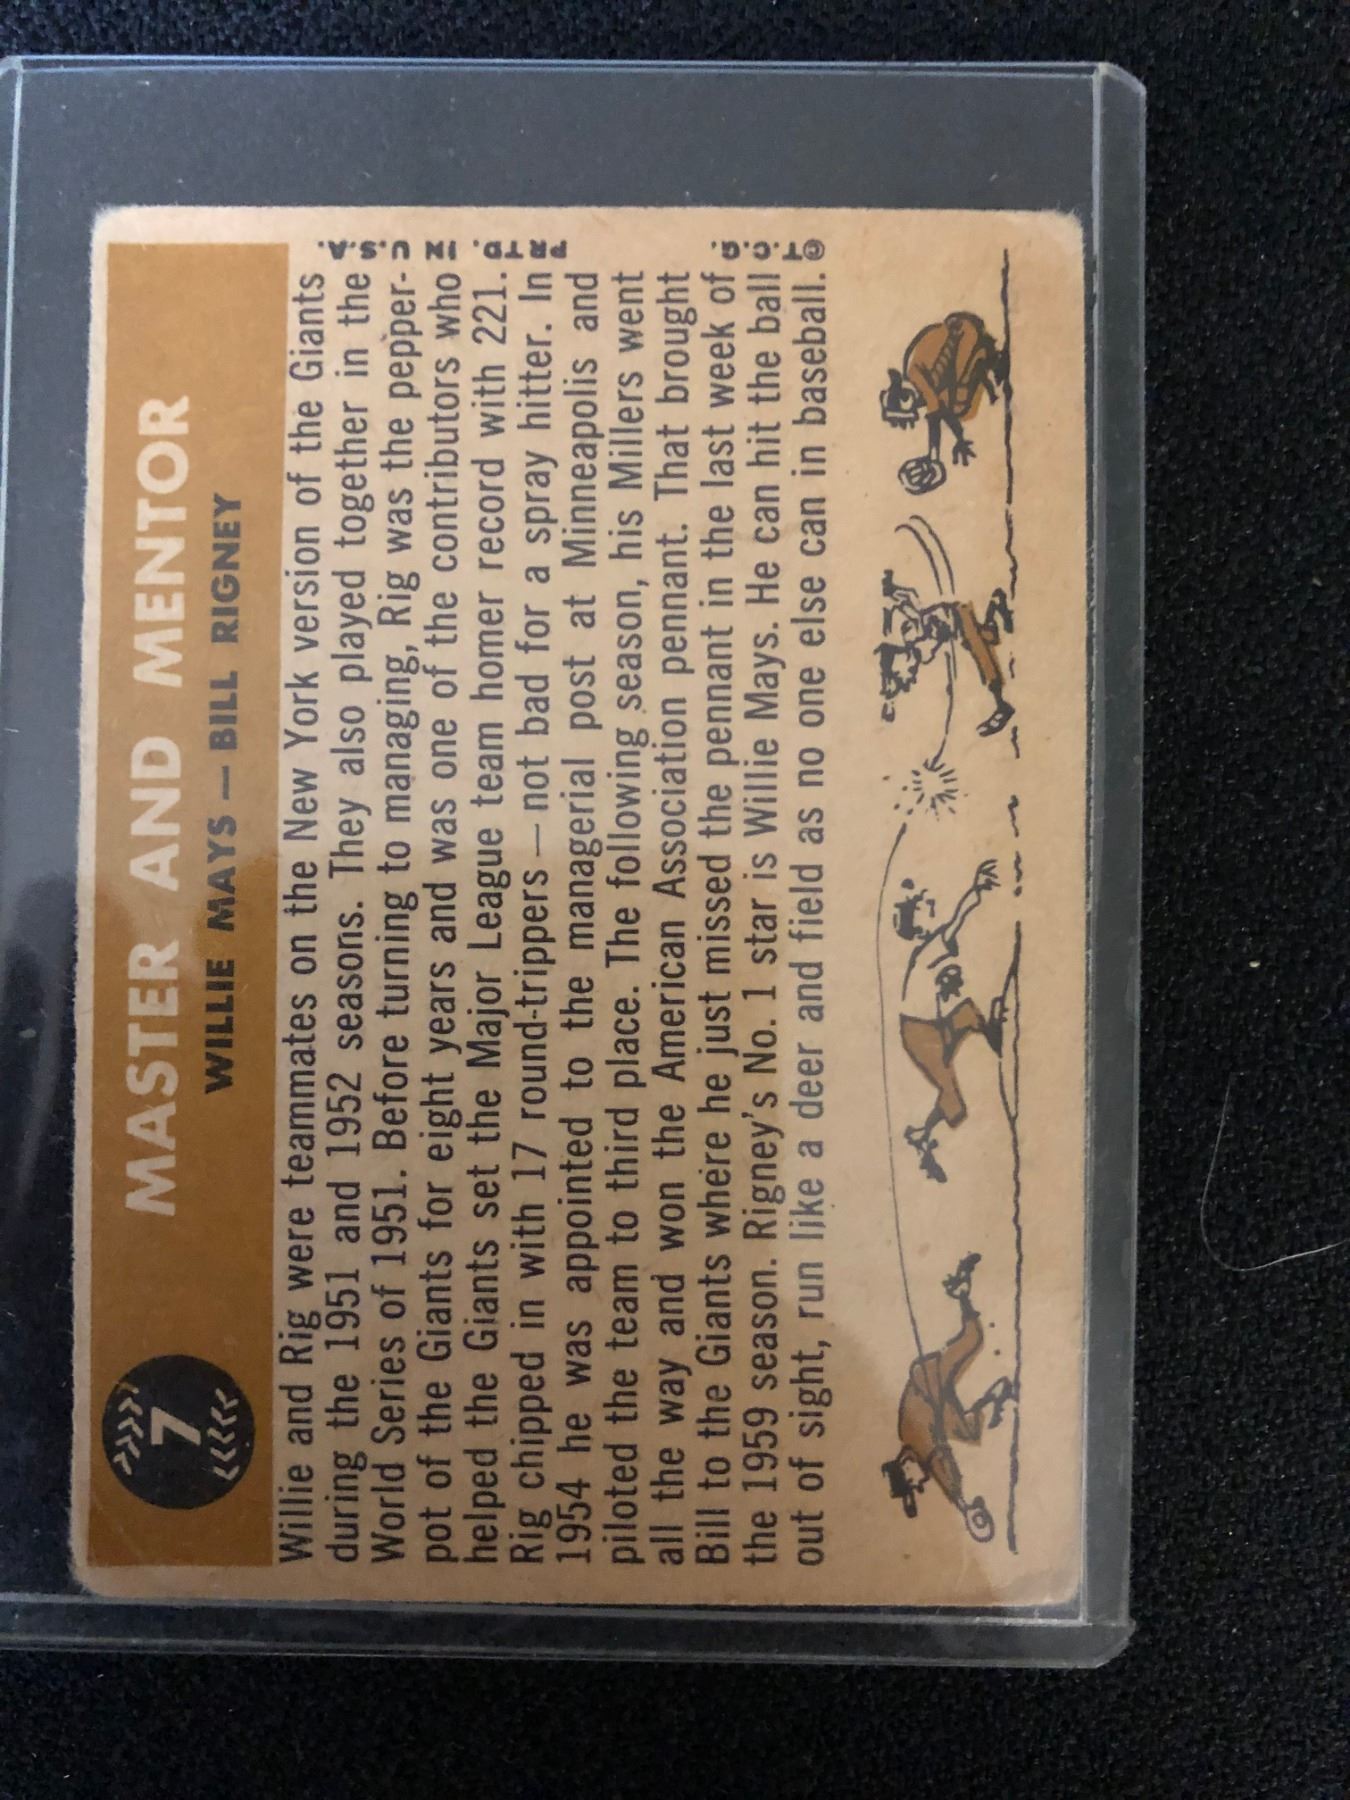 7
MASTER AND MENTOR
WILLIE MAYS — BILL RIGNEY
Willie and Rig were teammates on the New York version of the Giants
during the 1951 and 1952 seasons. They also played together in the
World Series of 1951. Before turning to managing, Rig was the pepper-
pot of the Giants for eight years and was one of the contributors who
helped the Giants set the Major League team homer record with 221.
Rig chipped in with 17 round-trippers — not bad for a spray hitter. In
1954 he was appointed to the managerial post at Minneapolis and
piloted the team to third place. The following season, his Millers went
all the way and won the American Association pennant. That brought
Bill to the Giants where he just missed the pennant in the last week of
the 1959 season. Rigney's No. 1 star is Willie Mays. He can hit the ball
out of sight, run like a deer and field as no one else can in baseball.
© T.C.G. PRTD. IN U.S.A.